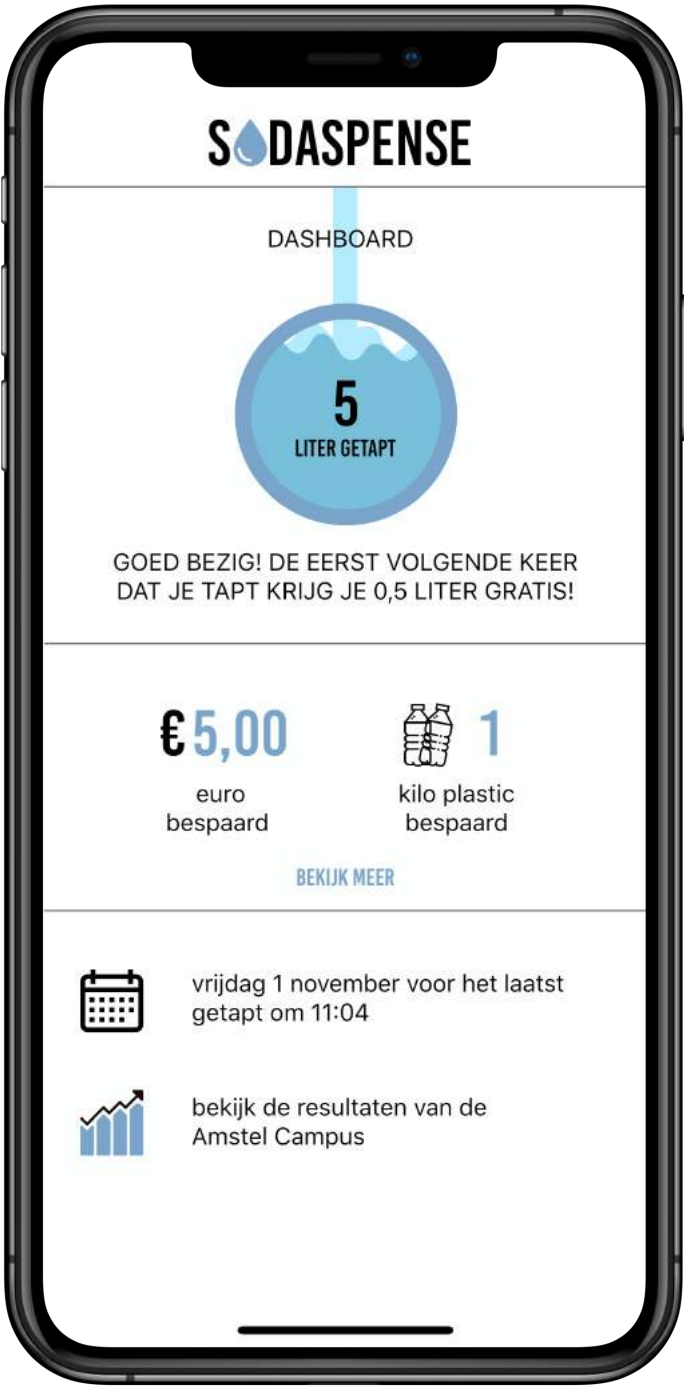 SODASPENSE
DASHBOARD
5
LITER GETAPT
GOED BEZIG! DE EERST VOLGENDE KEER
DAT JE TAPT KRIJG JE 0,5 LITER GRATIS!
€5,00
euro
bespaard
1
kilo plastic
bespaard
BEKIJK MEER
vrijdag 1 november voor het laatst
getapt om 11:04
bekijk de resultaten van de
Amstel Campus